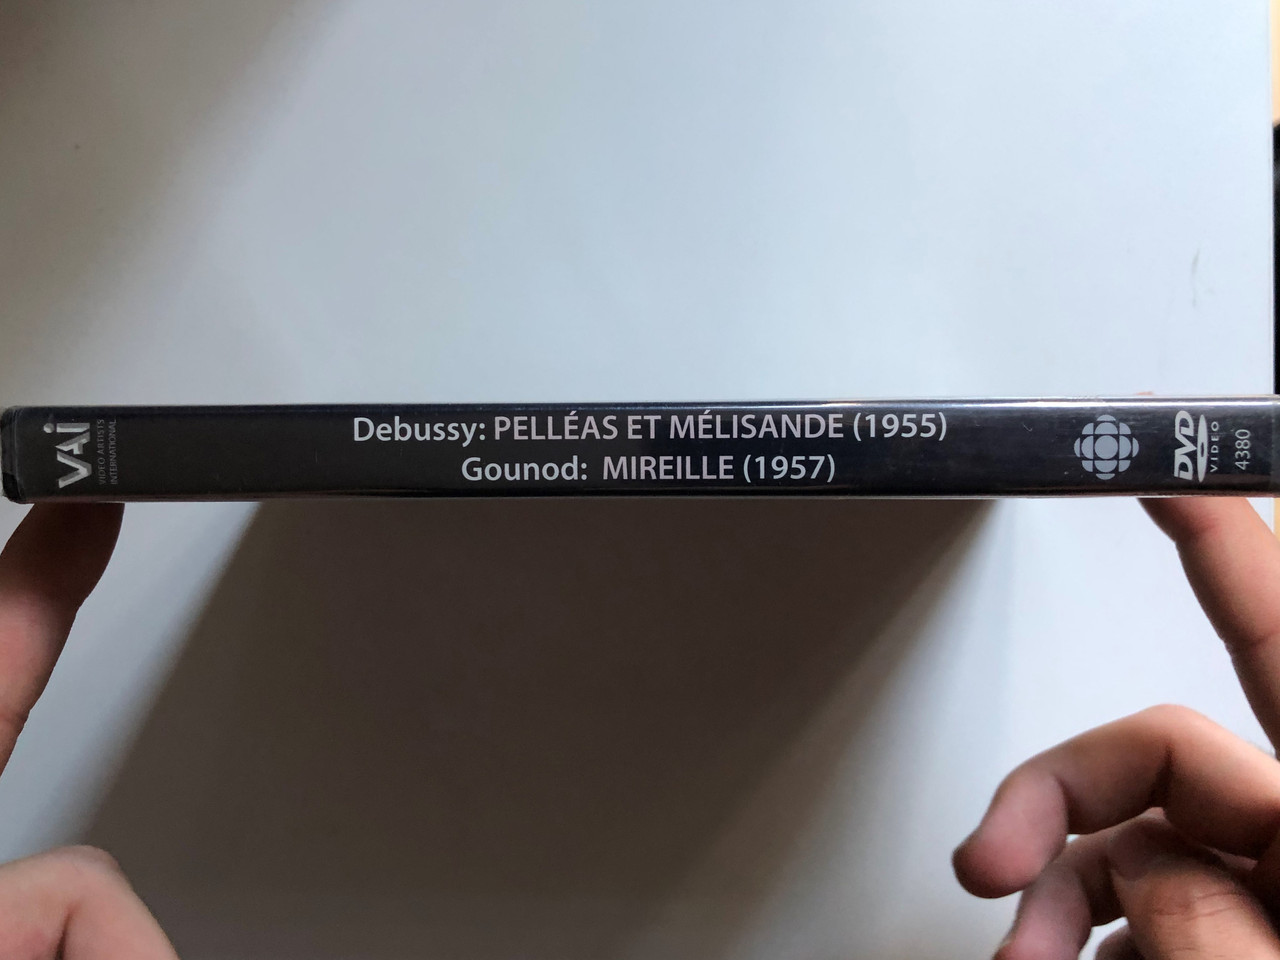 VAI
VIDEO ARTISTS
INTERNATIONAL
Debussy: PELLÉAS ET MÉLISANDE (1955)
Gounod: MIREILLE (1957)
DVD
VIDEO
4380